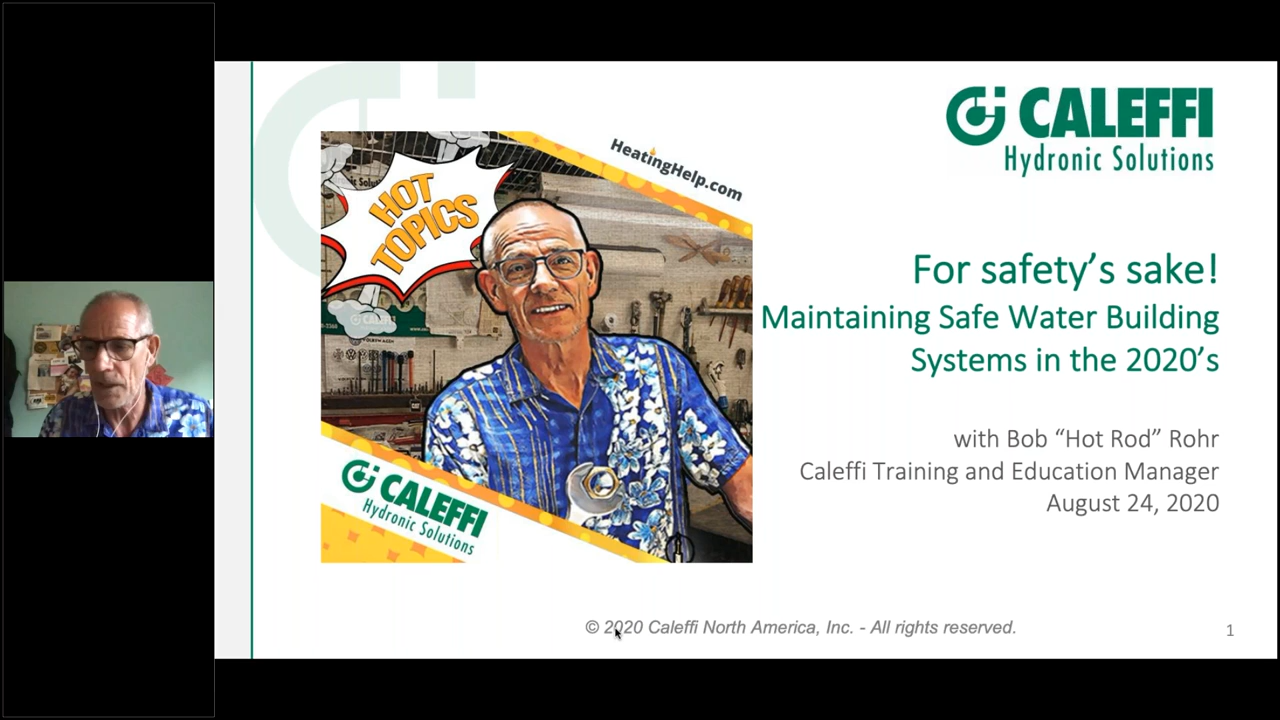 CALEFFI
Hydronic Solutions
HeatingHelp.com
HOT
TOPICS
CALEFFI
For safety's sake!
Maintaining Safe Water Building
Systems in the 2020's
with Bob “Hot Rod” Rohr
Caleffi Training and Education Manager
August 24, 2020
CALEFFI
Hydronic Solutions
© 2020 Caleffi North America, Inc. - All rights reserved.
1